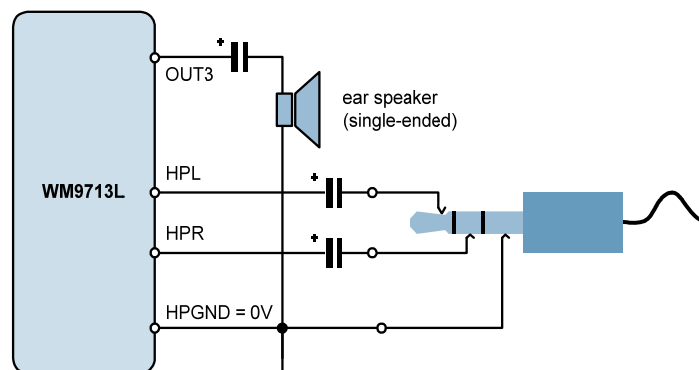 OUT3
ear speaker
(single-ended)
HPL
WM9713L
HPR
HPGND = 0V